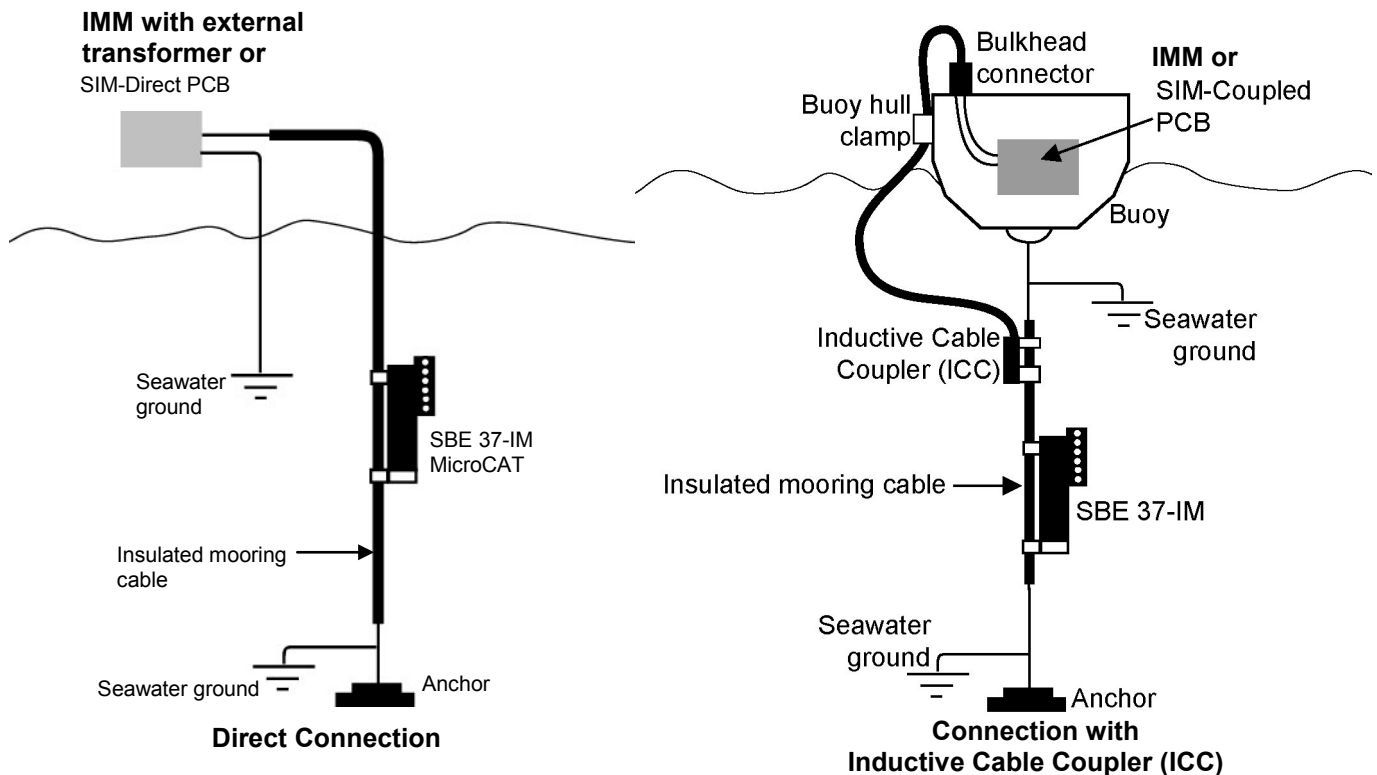 IMM with external
transformer or
SIM-Direct PCB
Seawater
ground
SBE 37-IM
MicroCAT
Insulated mooring
cable
Seawater ground
Anchor
Direct Connection
Bulkhead
connector
IMM or
SIM-Coupled
PCB
Buoy hull
clamp
Buoy
Seawater
ground
Inductive Cable
Coupler (ICC)
Insulated mooring cable
SBE 37-IM
Seawater
ground
Anchor
Connection with
Inductive Cable Coupler (ICC)